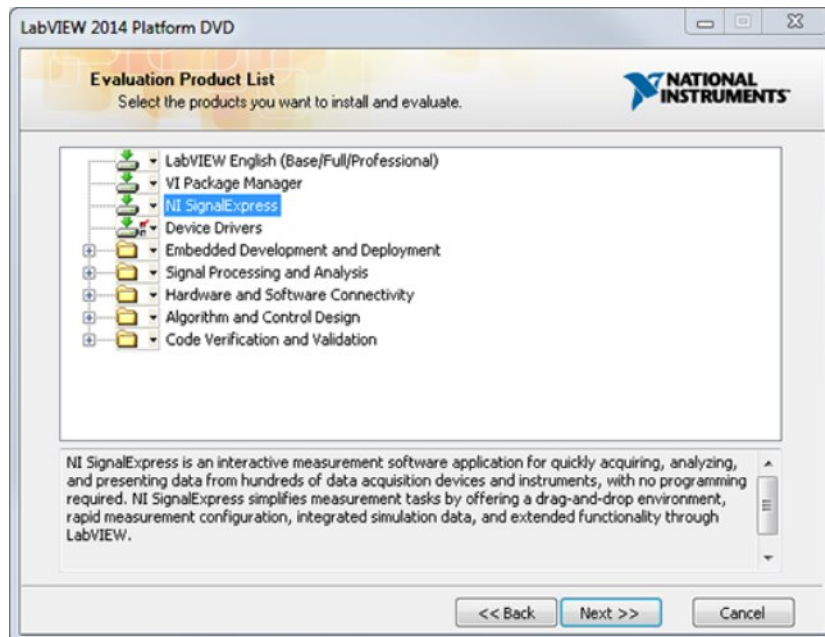 LabVIEW 2014 Platform DVD
Evaluation Product List
Select the products you want to install and evaluate.
NATIONAL
INSTRUMENTS™
LabVIEW English (Base/Full/Professional)
VI Package Manager
NI SignalExpress
Device Drivers
Embedded Development and Deployment
Signal Processing and Analysis
Hardware and Software Connectivity
Algorithm and Control Design
Code Verification and Validation
NI SignalExpress is an interactive measurement software application for quickly acquiring, analyzing,
and presenting data from hundreds of data acquisition devices and instruments, with no programming
required. NI SignalExpress simplifies measurement tasks by offering a drag-and-drop environment,
rapid measurement configuration, integrated simulation data, and extended functionality through
LabVIEW.
<< Back
Next >>
Cancel